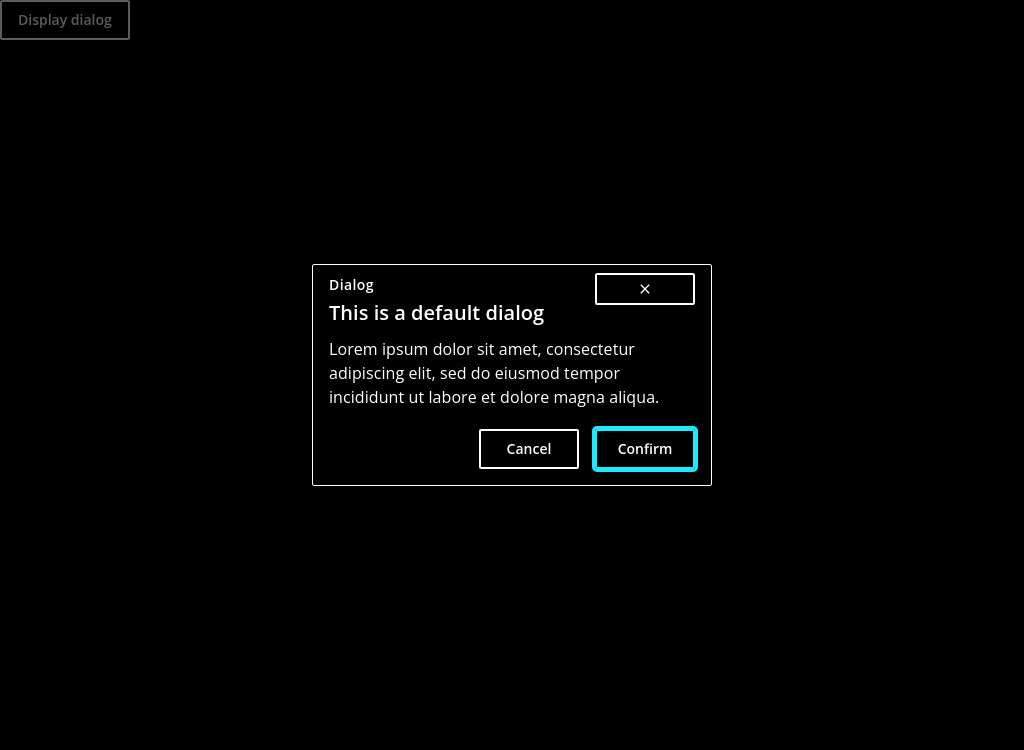 Display dialog
Dialog
This is a default dialog
Lorem ipsum dolor sit amet, consectetur
adipiscing elit, sed do eiusmod tempor
incididunt ut labore et dolore magna aliqua.
Cancel
Confirm